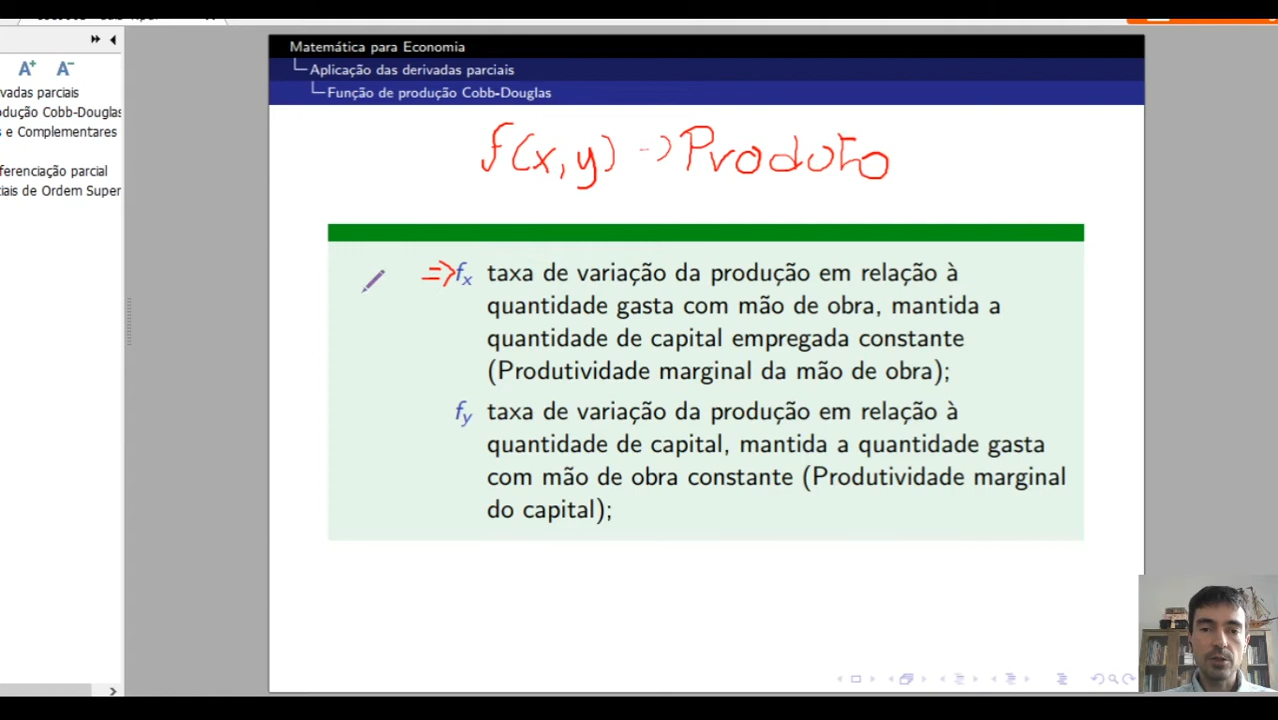 A+ A-
Matemática para Economia
Aplicação das derivadas parciais
Função de produção Cobb-Douglas
vadas parciais
odução Cobb-Douglas
s e Complementares
ferenciação parcial
iais de Ordem Super
f(x,y) -> Produto
=> fx taxa de variação da produção em relação à
quantidade gasta com mão de obra, mantida a
quantidade de capital empregada constante
(Produtividade marginal da mão de obra);
fy taxa de variação da produção em relação à
quantidade de capital, mantida a quantidade gasta
com mão de obra constante (Produtividade marginal
do capital);